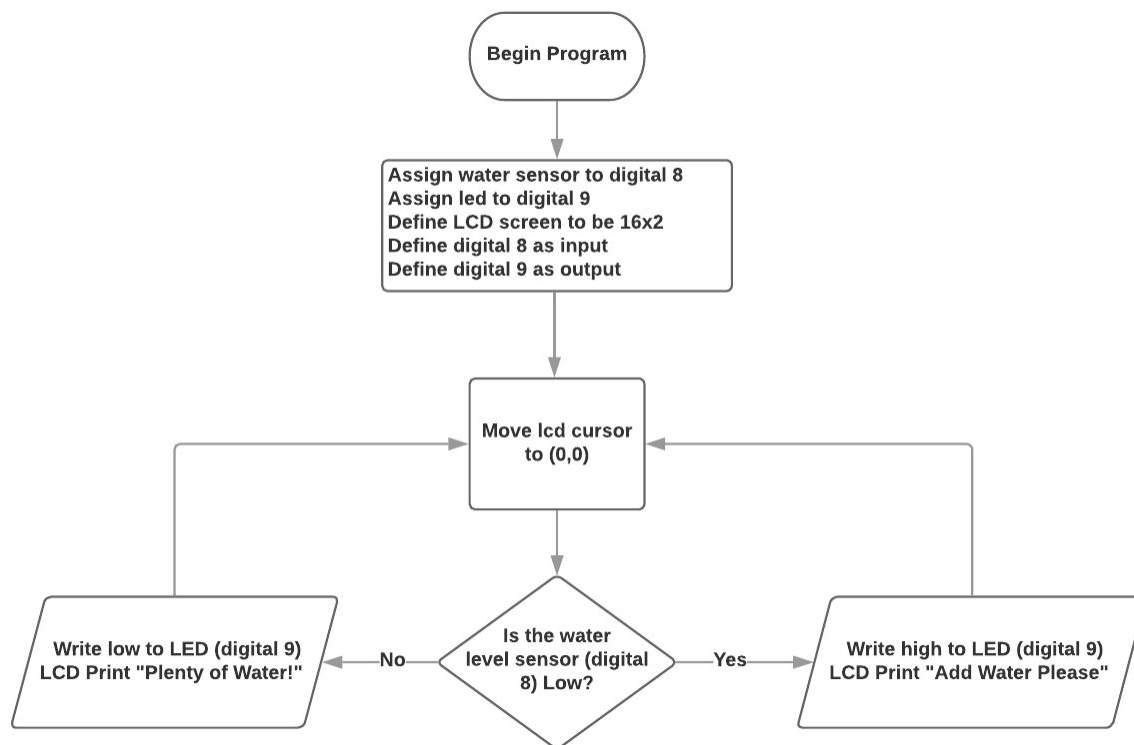 Begin Program
Assign water sensor to digital 8
Assign led to digital 9
Define LCD screen to be 16x2
Define digital 8 as input
Define digital 9 as output
Move lcd cursor
to (0,0)
Is the water
level sensor (digital
8) Low?
No
Yes
Write low to LED (digital 9)
LCD Print "Plenty of Water!"
Write high to LED (digital 9)
LCD Print "Add Water Please"